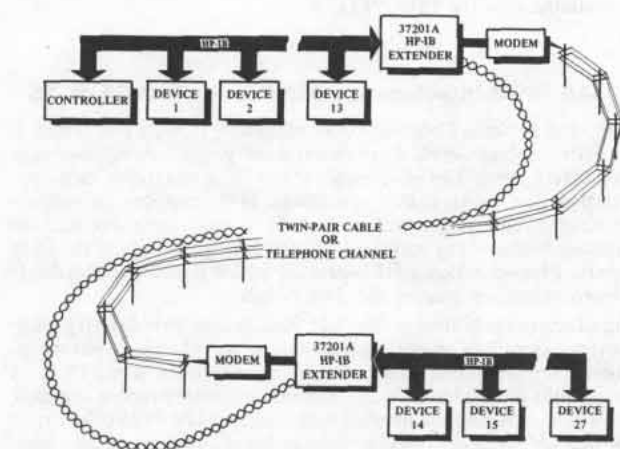 HP-IB
37201A
HP-IB
EXTENDER
MODEM
CONTROLLER
DEVICE
1
DEVICE
2
DEVICE
13
TWIN-PAIR CABLE
OR
TELEPHONE CHANNEL
MODEM
37201A
HP-IB
EXTENDER
HP-IB
DEVICE
14
DEVICE
15
DEVICE
27